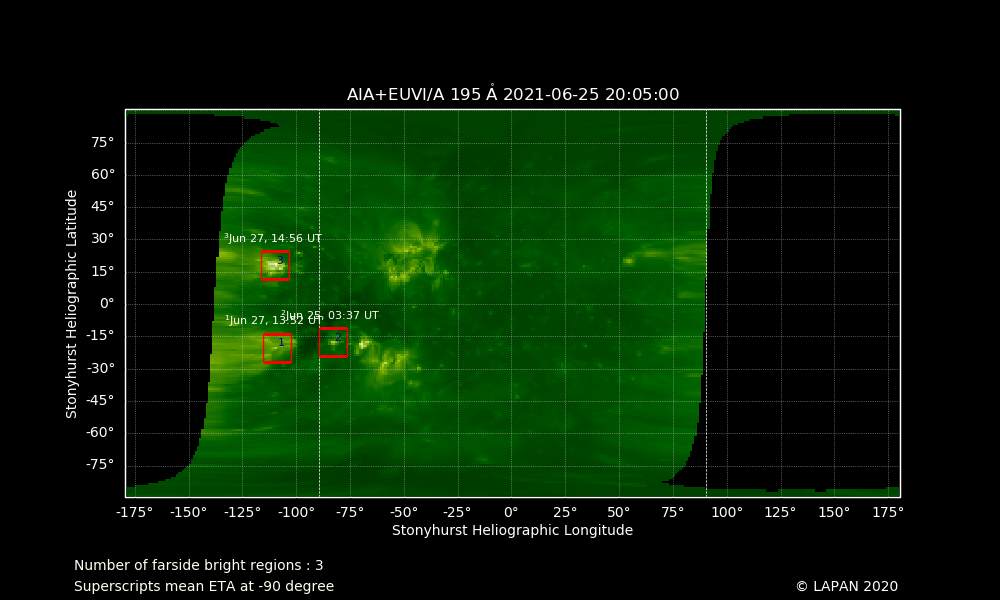 AIA+EUVI/A 195 Å 2021-06-25 20:05:00
Stonyhurst Heliographic Latitude
75°
60°
45°
30°
15°
0°
-15°
-30°
-45°
-60°
-75°
³Jun 27, 14:56 UT
3
¹Jun 27, 13:52 UT
²Jun 25, 03:37 UT
1
2
-175° -150° -125° -100° -75° -50° -25° 0° 25° 50° 75° 100° 125° 150° 175°
Stonyhurst Heliographic Longitude
Number of farside bright regions : 3
Superscripts mean ETA at -90 degree
© LAPAN 2020